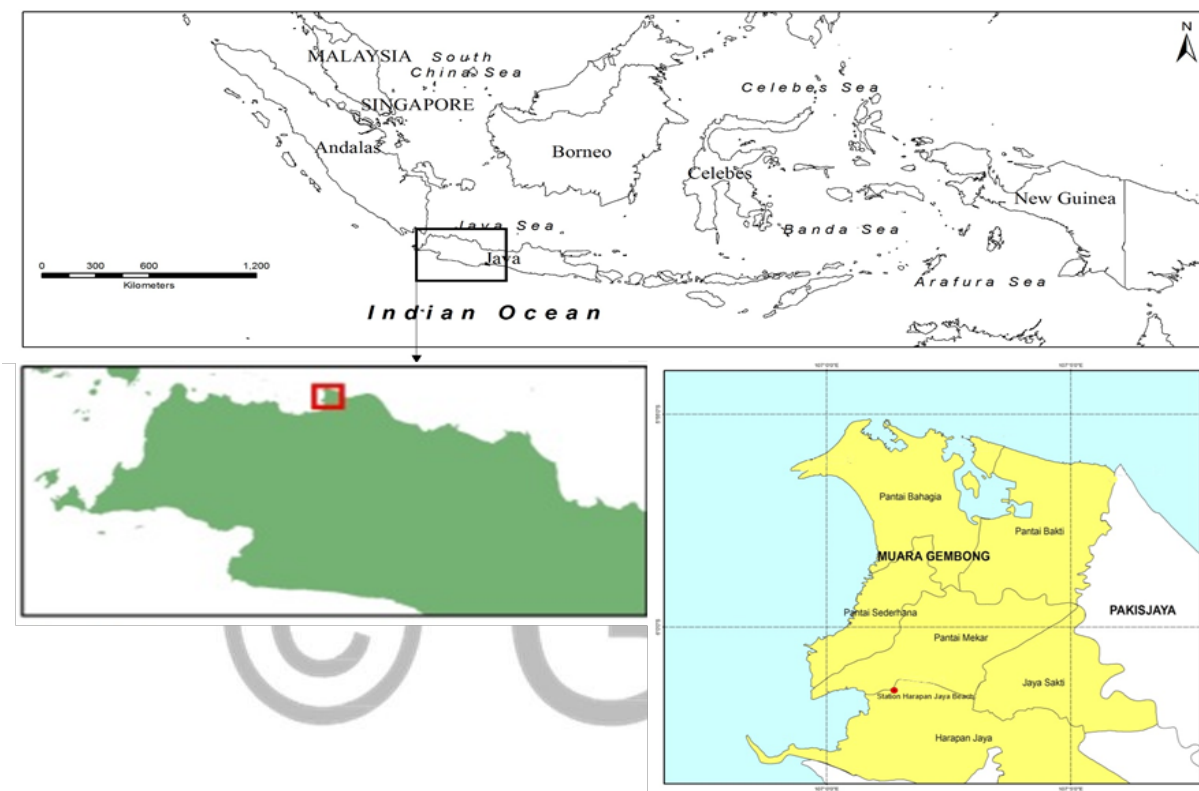 N
MALAYSIA
South
China Sea
SINGAPORE
Celebes Sea
Andalas
Borneo
Celebes
New Guinea
Java Sea
Banda Sea
Java
0 300 600 1,200
Kilometers
Arafura Sea
Indian Ocean
© G
Pantai Bahagia
Pantai Bakti
MUARA GEMBONG
PAKISJAYA
Pantai Sederhana
Pantai Mekar
Jaya Sakti
Station Harapan Jaya Beach
Harapan Jaya